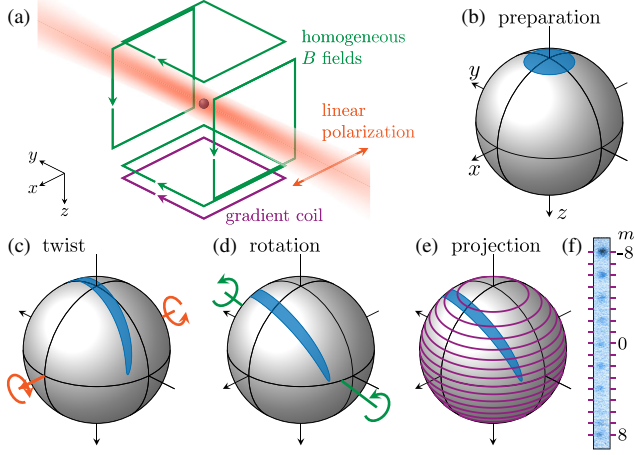 (a)
homogeneous
B fields
linear
polarization
y
x
z
gradient coil
(b) preparation
y
x
z
(c) twist
(d) rotation
(e) projection
(f) m
-8
0
8